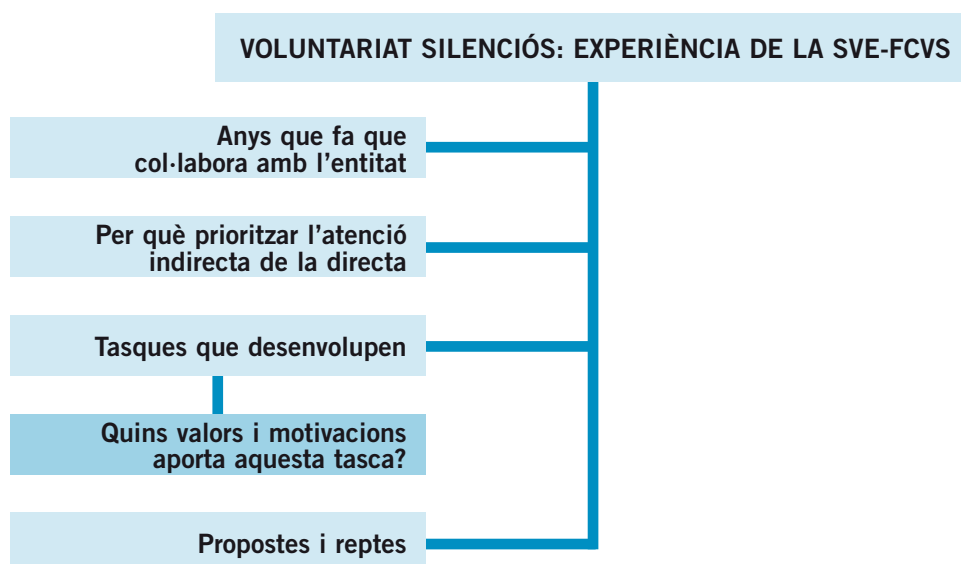 VOLUNTARIAT SILENCIÓS: EXPERIÈNCIA DE LA SVE-FCVS
Anys que fa que
col·labora amb l'entitat
Per què prioritzar l'atenció
indirecta de la directa
Tasques que desenvolupen
Quins valors i motivacions
aporta aquesta tasca?
Propostes i reptes